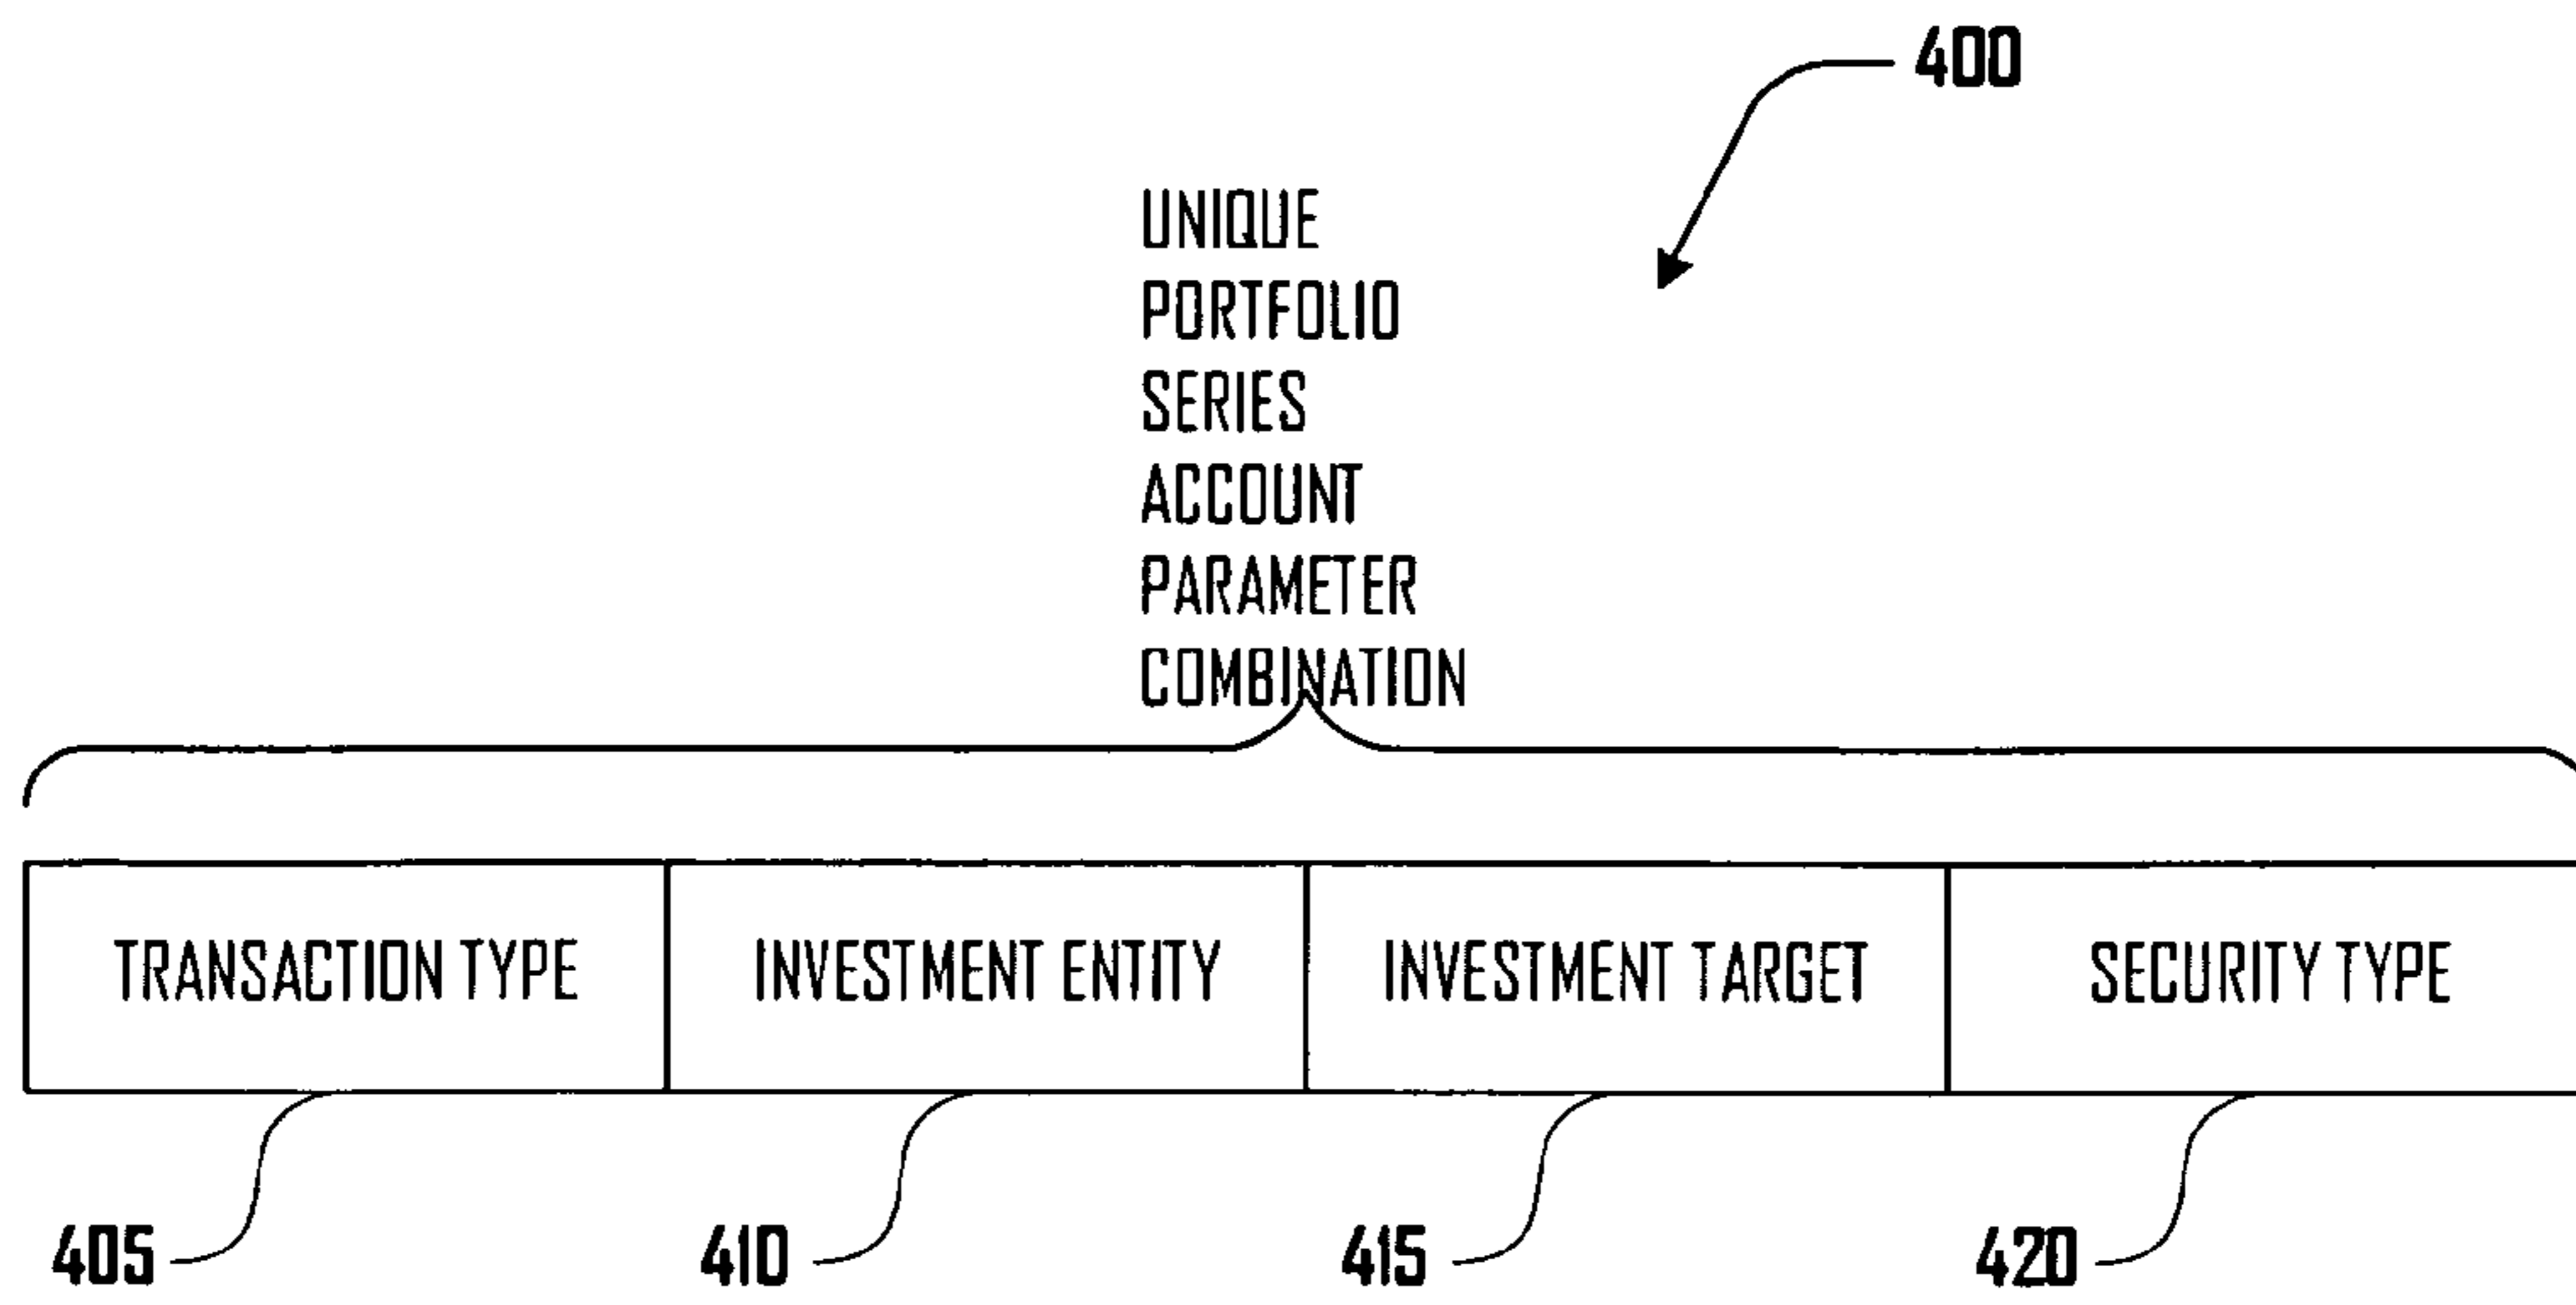 400
UNIQUE
PORTFOLIO
SERIES
ACCOUNT
PARAMETER
COMBINATION
TRANSACTION TYPE INVESTMENT ENTITY INVESTMENT TARGET SECURITY TYPE
405 410 415 420